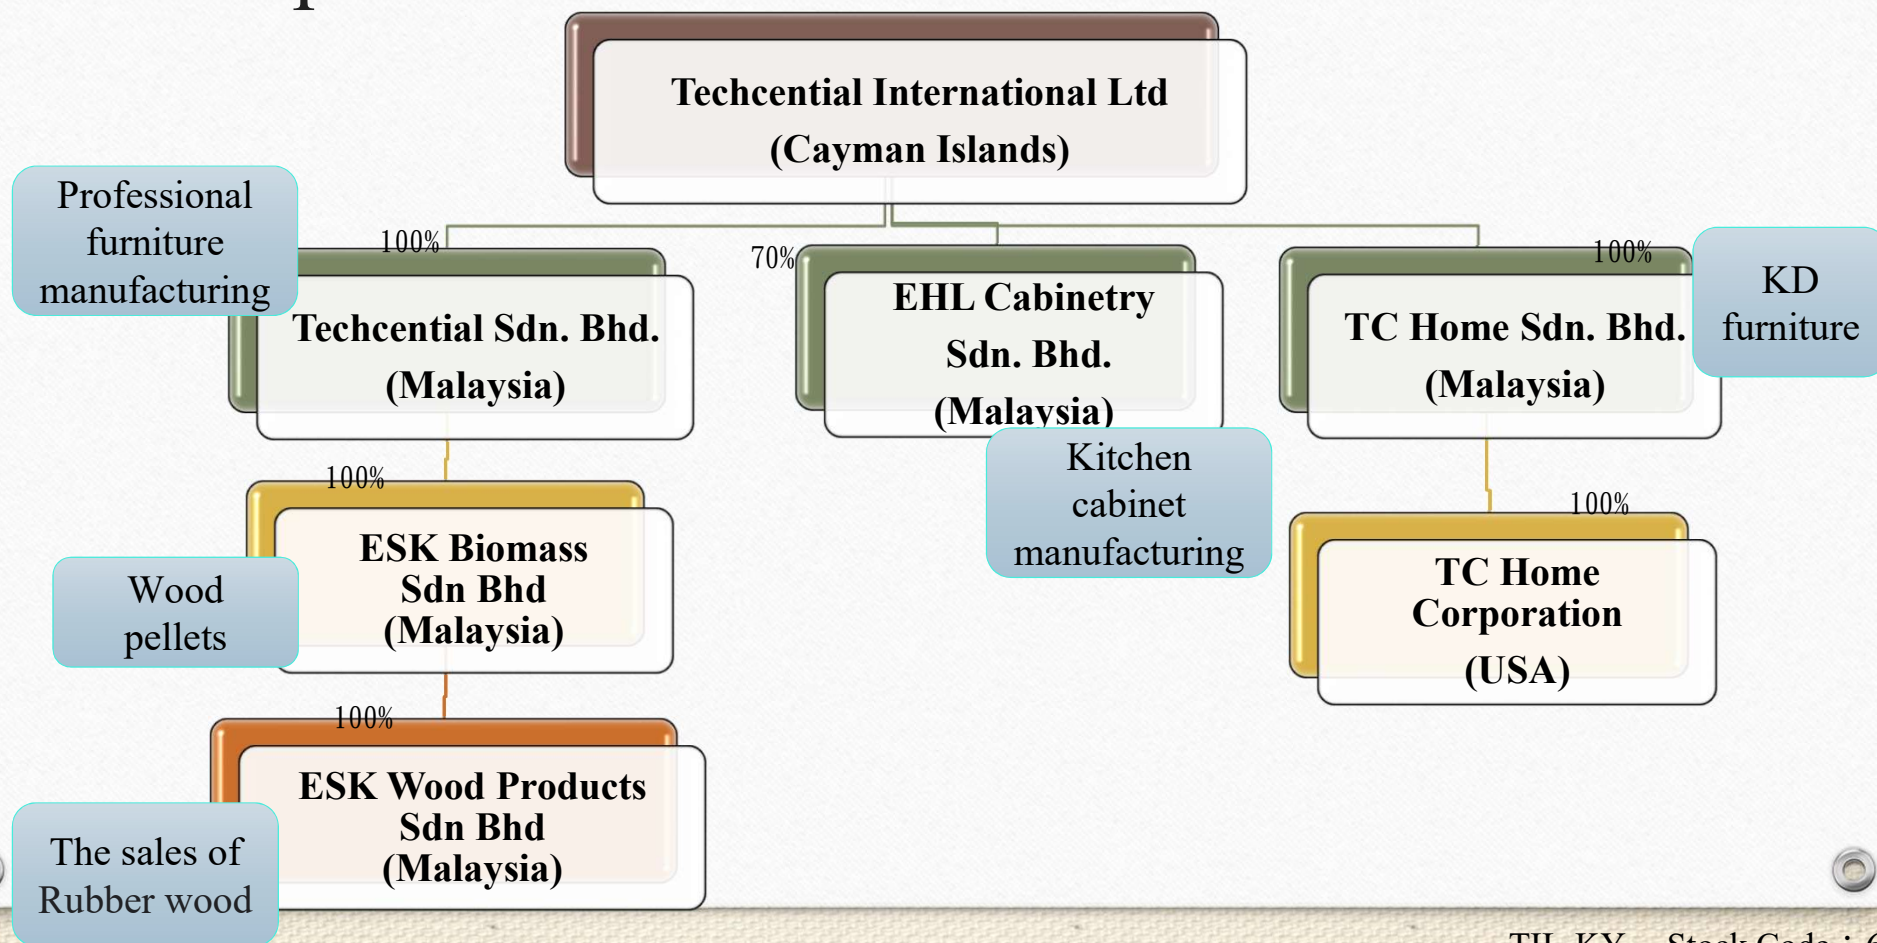 Techcential International Ltd
(Cayman Islands)
Professional
furniture
manufacturing
100%
Techcential Sdn. Bhd.
(Malaysia)
70%
EHL Cabinetry
Sdn. Bhd.
(Malaysia)
Kitchen
cabinet
manufacturing
100%
TC Home Sdn. Bhd.
(Malaysia)
KD
furniture
100%
ESK Biomass
Sdn Bhd
(Malaysia)
Wood
pellets
100%
TC Home
Corporation
(USA)
100%
ESK Wood Products
Sdn Bhd
(Malaysia)
The sales of
Rubber wood
Stock Code